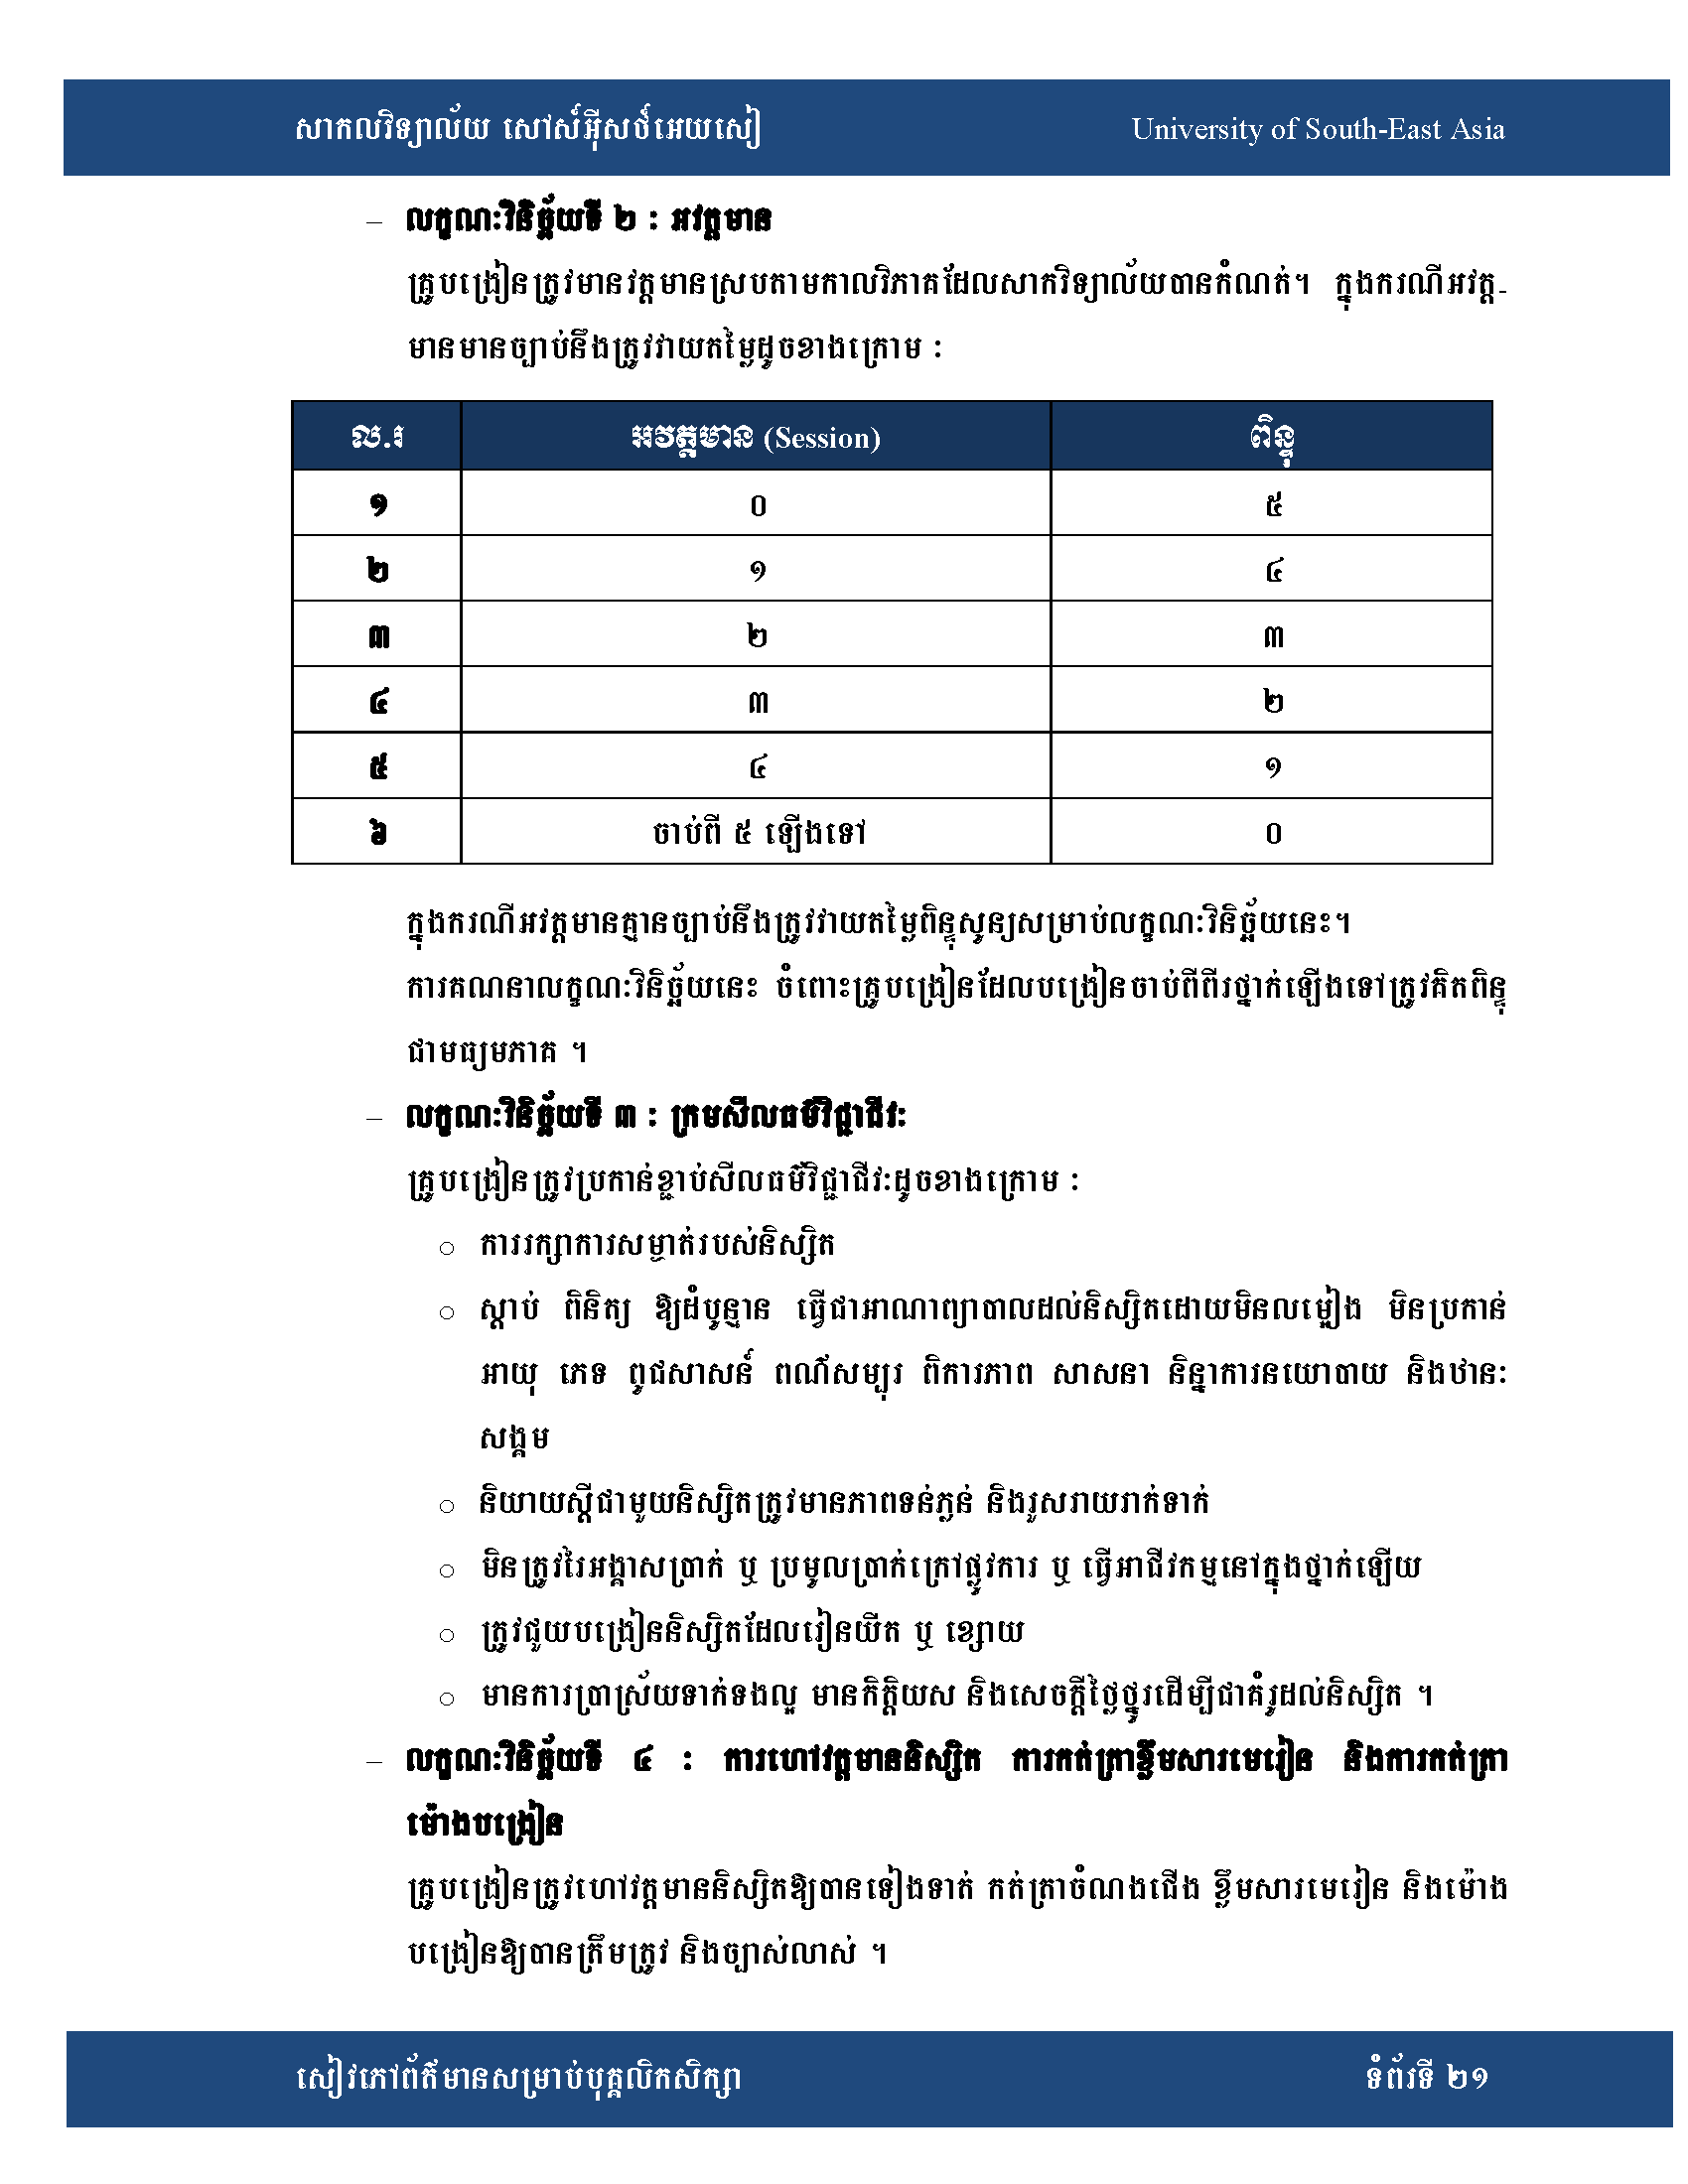 សាកលវិទ្យាល័យ សៅស៍អ៊ីសថ៍េអយសៀ University of South-East Asia
– លក្ខណៈវិនិច្ឆ័យទី ២ : អវត្តមាន
គ្រូបង្រៀនត្រូវមានវត្តមានស្របតាមកាលវិភាគដែលសាកវិទ្យាល័យបានកំណត់។ ក្នុងករណីអវត្ត-
មានមានច្បាប់នឹងត្រូវវាយតម្លៃដូចខាងក្រោម :
ល.រ អវត្តមាន (Session) ពិន្ទុ
១ ០ ៥
២ ១ ៤
៣ ២ ៣
៤ ៣ ២
៥ ៤ ១
៦ ចាប់ពី ៥ ឡើងទៅ ០
ក្នុងករណីអវត្តមានគ្មានច្បាប់នឹងត្រូវវាយតម្លៃពិន្ទុសូន្យសម្រាប់លក្ខណៈវិនិច្ឆ័យនេះ។
ការគណនាលក្ខណៈវិនិច្ឆ័យនេះ ចំពោះគ្រូបង្រៀនដែលបង្រៀនចាប់ពីពីរថ្នាក់ឡើងទៅត្រូវគិតពិន្ទុ
ជាមធ្យមភាគ ។
– លក្ខណៈវិនិច្ឆ័យទី ៣ : ក្រមសីលធម៌វិជ្ជាជីវៈ
គ្រូបង្រៀនត្រូវប្រកាន់ខ្ជាប់សីលធម៌វិជ្ជាជីវៈដូចខាងក្រោម :
○ ការរក្សាការសម្ងាត់របស់និស្សិត
○ ស្តាប់ ពិនិត្យ ឱ្យដំបូន្មាន ធ្វើជាអាណាព្យាបាលដល់និស្សិតដោយមិនលម្អៀង មិនប្រកាន់
អាយុ ភេទ ពូជសាសន៍ ពណ៌សម្បុរ ពិការភាព សាសនា និន្នាការនយោបាយ និងឋានៈ
សង្គម
○ និយាយស្តីជាមួយនិស្សិតត្រូវមានភាពទន់ភ្លន់ និងរួសរាយរាក់ទាក់
○ មិនត្រូវរៃអង្គាសប្រាក់ ឬ ប្រមូលប្រាក់ក្រៅផ្លូវការ ឬ ធ្វើអាជីវកម្មនៅក្នុងថ្នាក់ឡើយ
○ ត្រូវជួយបង្រៀននិស្សិតដែលរៀនយឺត ឬ ខ្សោយ
○ មានការប្រាស្រ័យទាក់ទងល្អ មានកិត្តិយស និងសេចក្តីថ្លៃថ្នូរដើម្បីជាគំរូដល់និស្សិត ។
– លក្ខណៈវិនិច្ឆ័យទី ៤ : ការហៅវត្តមាននិស្សិត ការកត់ត្រាខ្លឹមសារមេរៀន និងការកត់ត្រា
ម៉ោងបង្រៀន
គ្រូបង្រៀនត្រូវហៅវត្តមាននិស្សិតឱ្យបានទៀងទាត់ កត់ត្រាចំណងជើង ខ្លឹមសារមេរៀន និងម៉ោង
បង្រៀនឱ្យបានត្រឹមត្រូវ និងច្បាស់លាស់ ។
សៀវភៅព័ត៌មានសម្រាប់បុគ្គលិកសិក្សា ទំព័រទី ២១